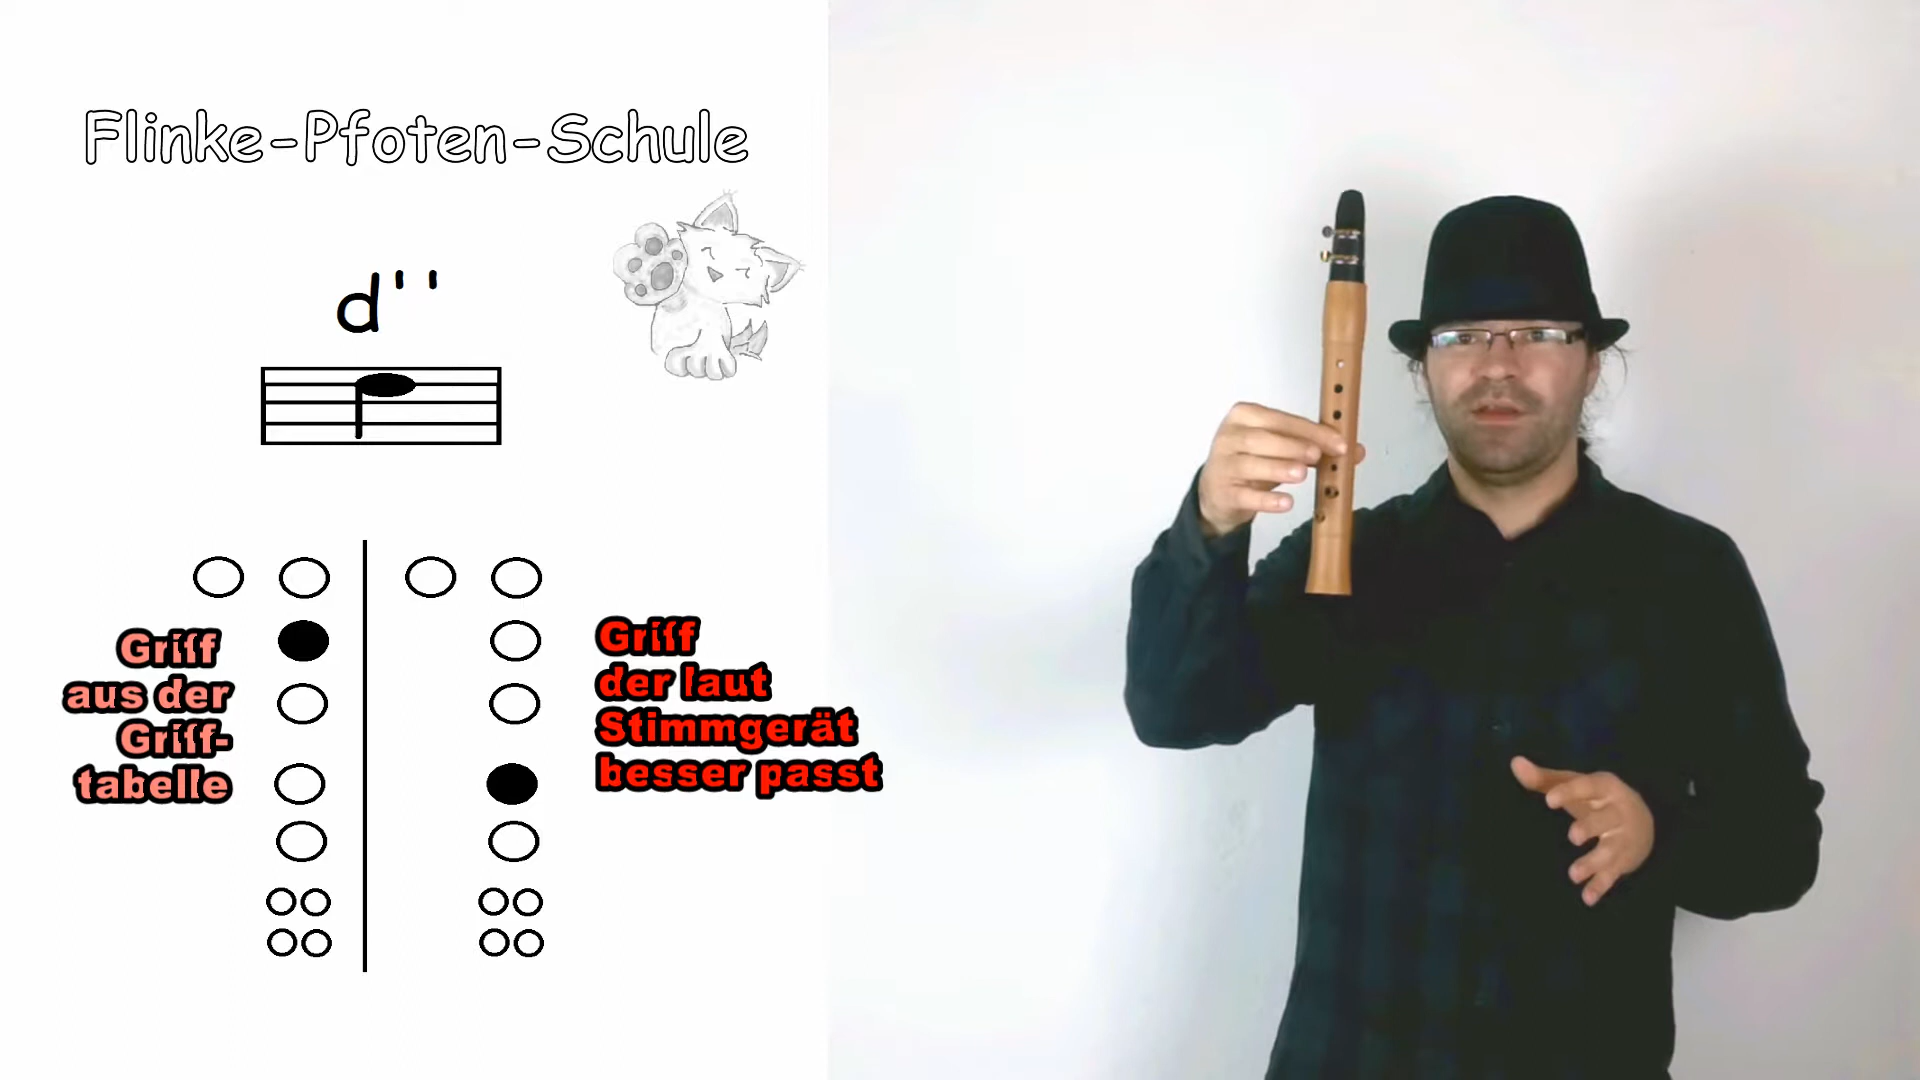 Flinke-Pfoten-Schule
d''
Griff
aus der
Griff-
tabelle
Griff
der laut
Stimmgerät
besser passt